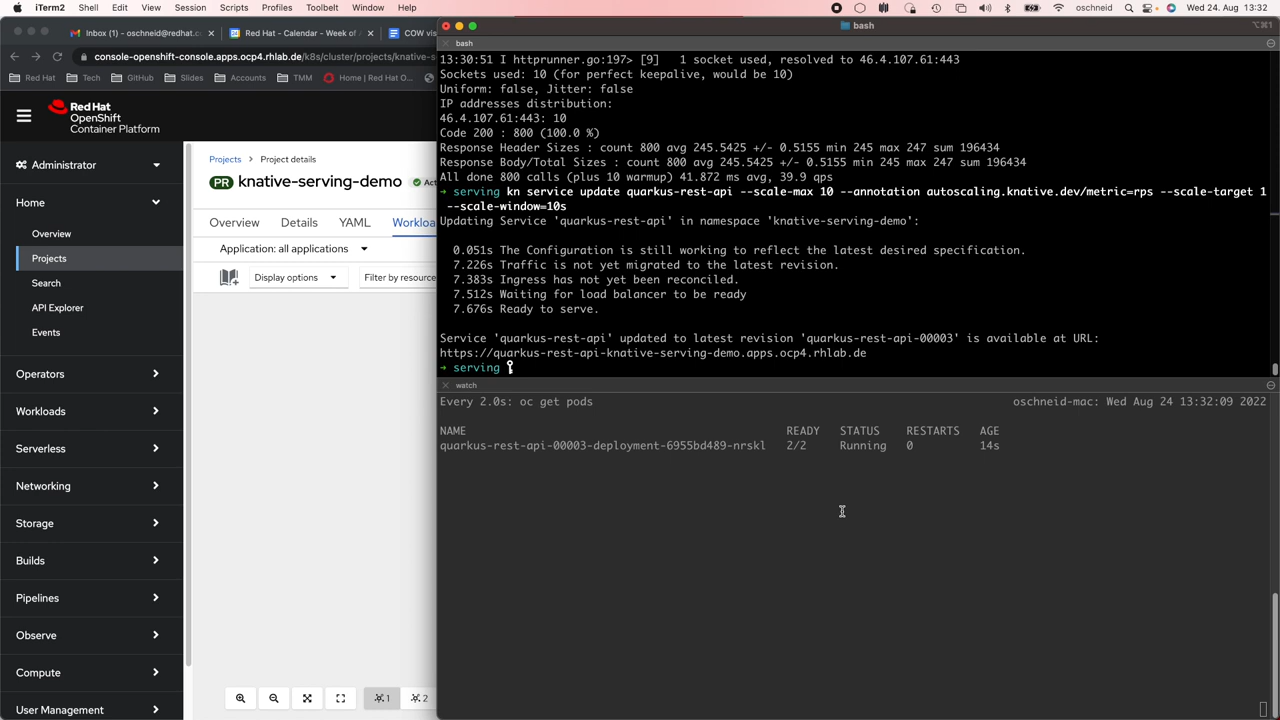 iTerm2 Shell Edit View Session Scripts Profiles Toolbelt Window Help oschneid Wed 24. Aug 13:32
Inbox (1) – oschneid@redhat.c
Red Hat - Calendar - Week of
COW vis
console-openshift-console.apps.ocp4.rhlab.de/k8s/cluster/projects/knative-s
Red Hat Tech GitHub Slides Accounts TMM Home | Red Hat O...
Red Hat
OpenShift
Container Platform
Administrator
Home
Overview
Projects
Search
API Explorer
Events
Operators
Workloads
Serverless
Networking
Storage
Builds
Pipelines
Observe
Compute
User Management
Projects > Project details
PR knative-serving-demo
Overview Details YAML Workloa
Application: all applications
Display options Filter by resource
1 2
bash ⌥⌘1
bash
13:30:51 I httprunner.go:197> [9] 1 socket used, resolved to 46.4.107.61:443
Sockets used: 10 (for perfect keepalive, would be 10)
Uniform: false, Jitter: false
IP addresses distribution:
46.4.107.61:443: 10
Code 200 : 800 (100.0 %)
Response Header Sizes : count 800 avg 245.5425 +/- 0.5155 min 245 max 247 sum 196434
Response Body/Total Sizes : count 800 avg 245.5425 +/- 0.5155 min 245 max 247 sum 196434
All done 800 calls (plus 10 warmup) 41.872 ms avg, 39.9 qps
→ serving kn service update quarkus-rest-api --scale-max 10 --annotation autoscaling.knative.dev/metric=rps --scale-target 1
--scale-window=10s
Updating Service 'quarkus-rest-api' in namespace 'knative-serving-demo':
0.051s The Configuration is still working to reflect the latest desired specification.
7.226s Traffic is not yet migrated to the latest revision.
7.383s Ingress has not yet been reconciled.
7.512s Waiting for load balancer to be ready
7.676s Ready to serve.
Service 'quarkus-rest-api' updated to latest revision 'quarkus-rest-api-00003' is available at URL:
https://quarkus-rest-api-knative-serving-demo.apps.ocp4.rhlab.de
→ serving
watch
Every 2.0s: oc get pods oschneid-mac: Wed Aug 24 13:32:09 2022
NAME READY STATUS RESTARTS AGE
quarkus-rest-api-00003-deployment-6955bd489-nrskl 2/2 Running 0 14s